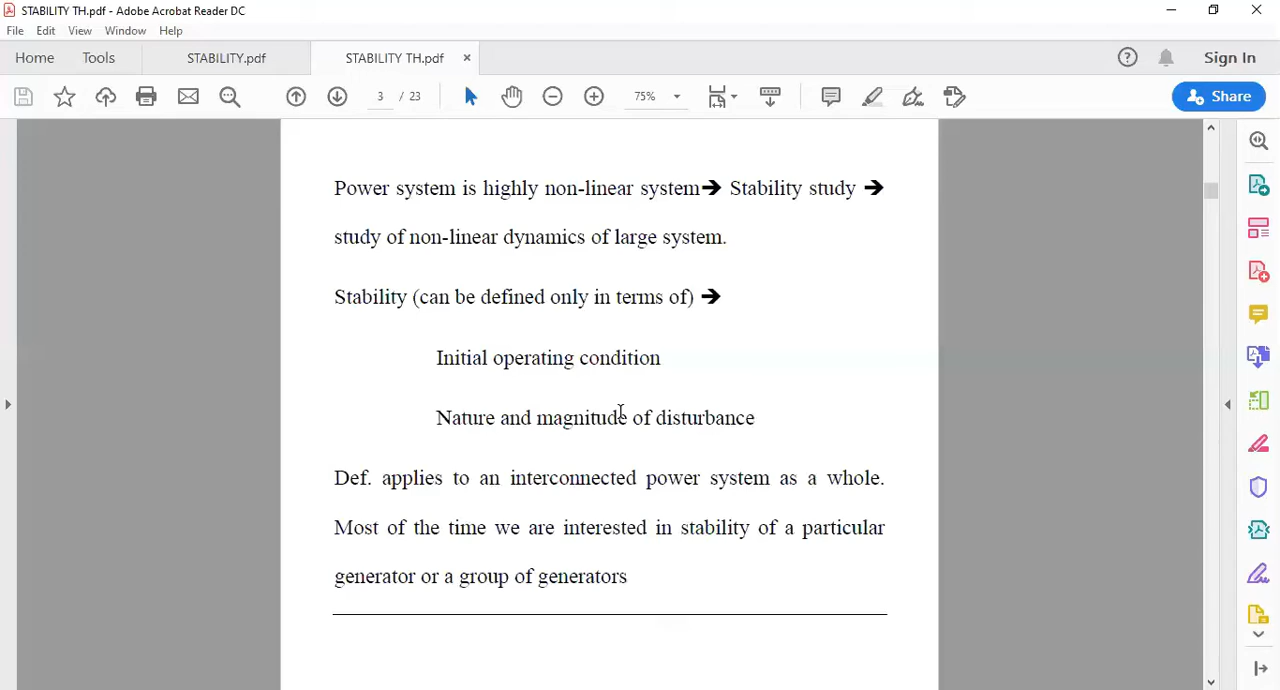 STABILITY TH.pdf - Adobe Acrobat Reader DC
File Edit View Window Help
Home Tools STABILITY.pdf STABILITY TH.pdf × Sign In
3 / 23 75% Share
Power system is highly non-linear system➔ Stability study ➔
study of non-linear dynamics of large system.
Stability (can be defined only in terms of) ➔
Initial operating condition
Nature and magnitude of disturbance
Def. applies to an interconnected power system as a whole.
Most of the time we are interested in stability of a particular
generator or a group of generators